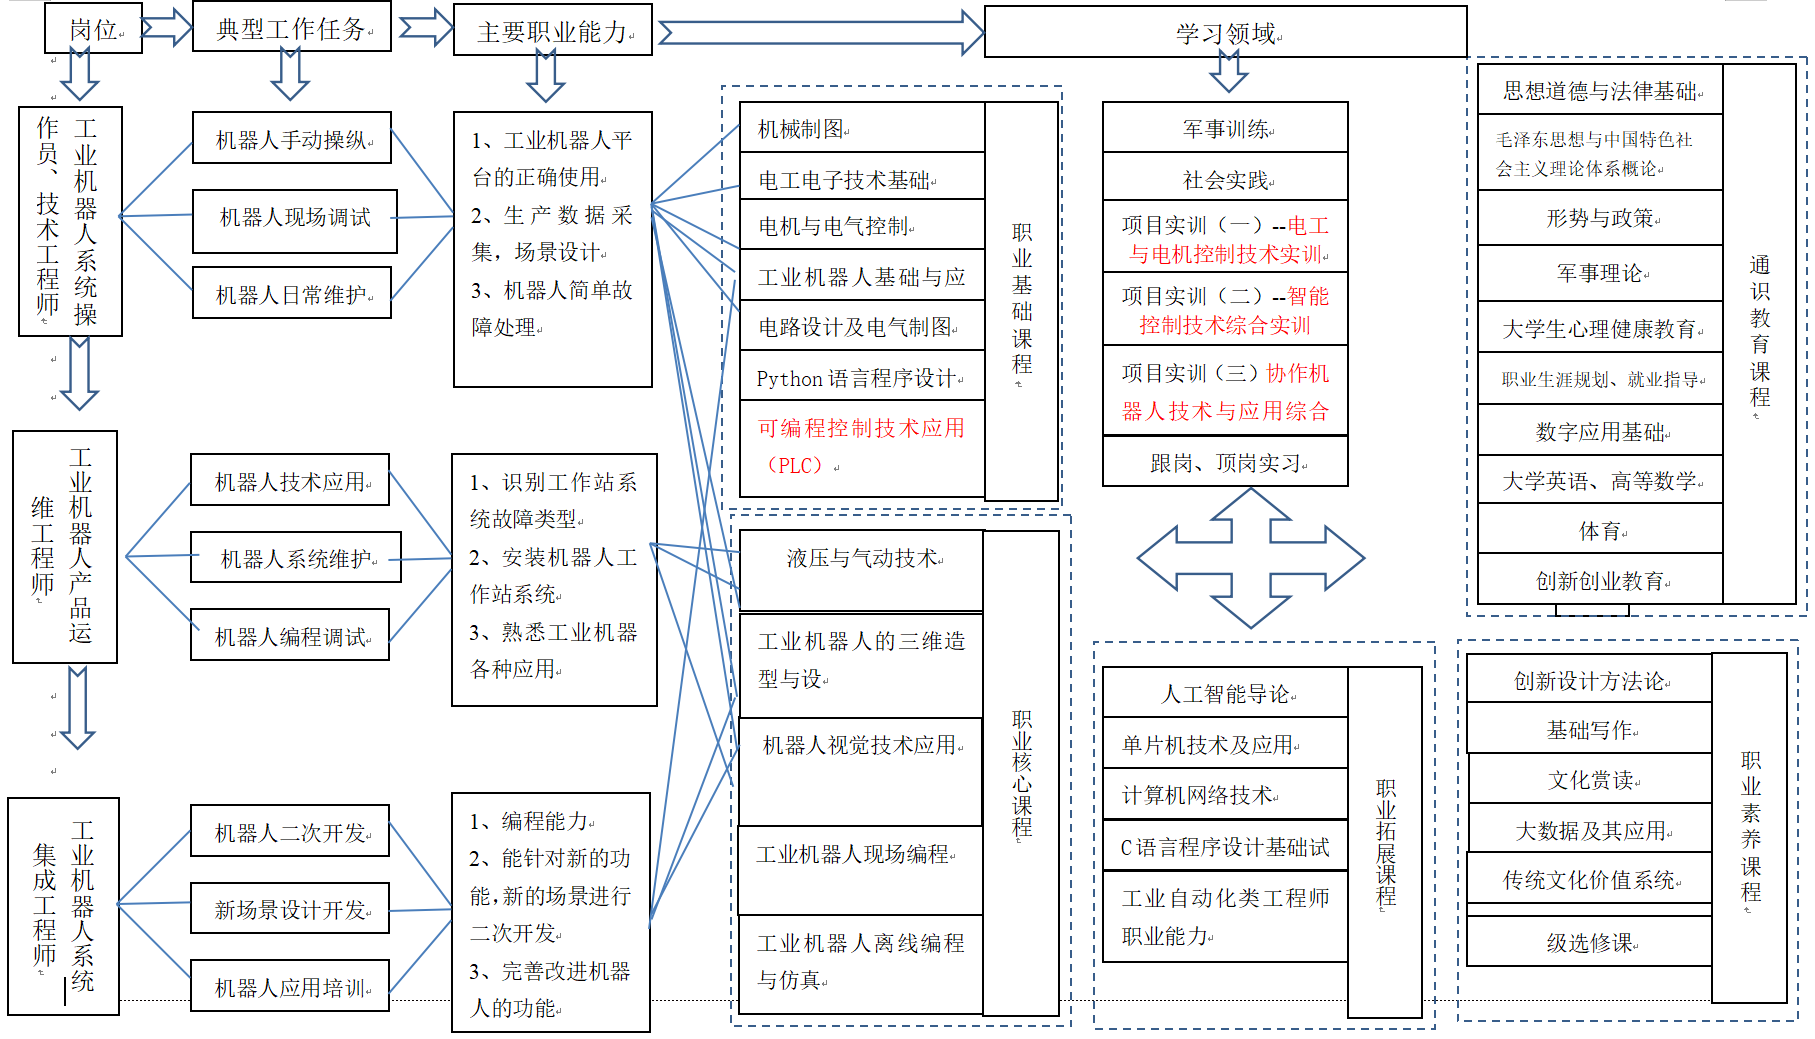 岗位
典型工作任务
主要职业能力
学习领域
工业机器人系统操
作员、技术工程师
机器人手动操纵
机器人现场调试
机器人日常维护
1、工业机器人平
台的正确使用
2、生产数据采
集，场景设计
3、机器人简单故
障处理
工业机器人产品运
维工程师
机器人技术应用
机器人系统维护
机器人编程调试
1、识别工作站系
统故障类型
2、安装机器人工
作站系统
3、熟悉工业机器
各种应用
工业机器人系统
集成工程师
机器人二次开发
新场景设计开发
机器人应用培训
1、编程能力
2、能针对新的功
能，新的场景进行
二次开发
3、完善改进机器
人的功能
机械制图
电工电子技术基础
电机与电气控制
工业机器人基础与应
电路设计及电气制图
Python 语言程序设计
可编程控制技术应用
（PLC）
职业基础课程
液压与气动技术
工业机器人的三维造
型与设
机器人视觉技术应用
工业机器人现场编程
工业机器人离线编程
与仿真
职业核心课程
军事训练
社会实践
项目实训（一）--电工
与电机控制技术实训
项目实训（二）--智能
控制技术综合实训
项目实训（三）协作机
器人技术与应用综合
跟岗、顶岗实习
人工智能导论
单片机技术及应用
计算机网络技术
C 语言程序设计基础试
工业自动化类工程师
职业能力
职业拓展课程
思想道德与法律基础
毛泽东思想与中国特色社
会主义理论体系概论
形势与政策
军事理论
大学生心理健康教育
职业生涯规划、就业指导
数字应用基础
大学英语、高等数学
体育
创新创业教育
通识教育课程
创新设计方法论
基础写作
文化赏读
大数据及其应用
传统文化价值系统
级选修课
职业素养课程